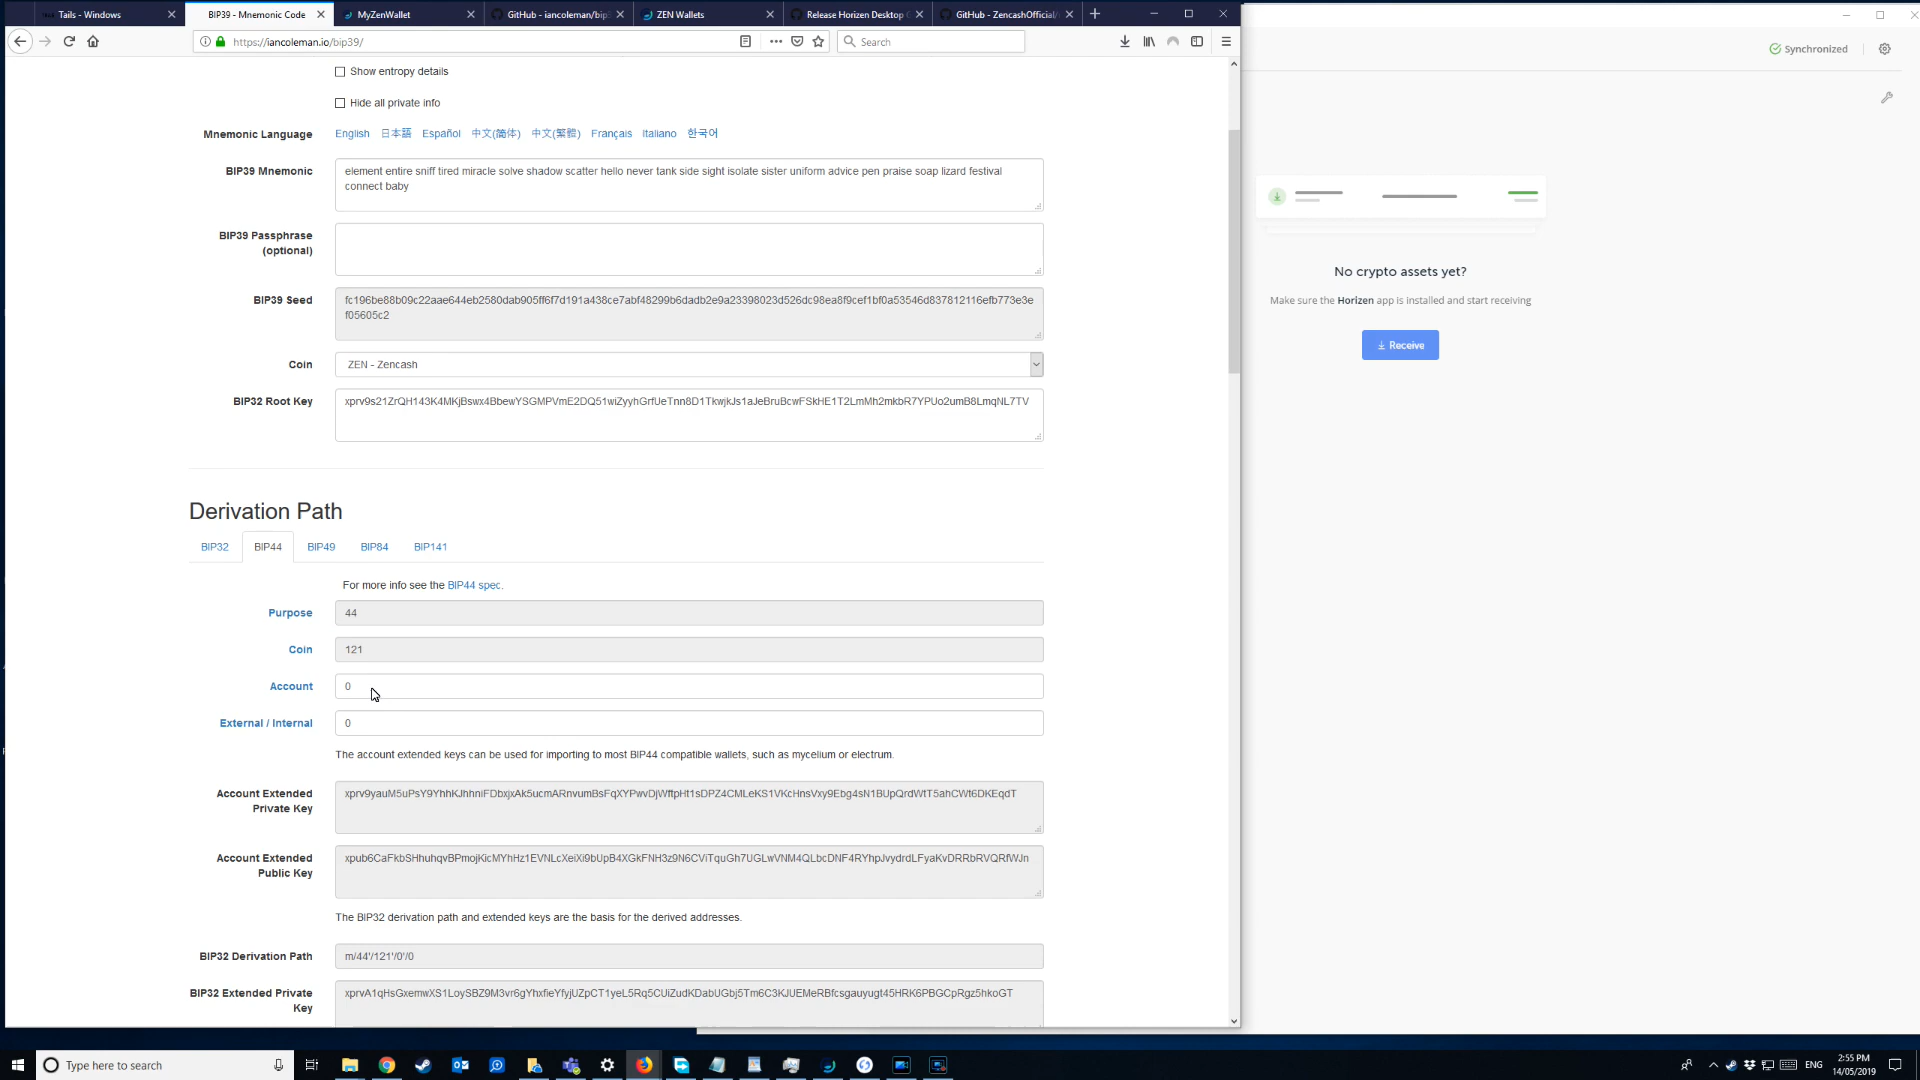 Tails - Windows
BIP39 - Mnemonic Code
MyZenWallet
GitHub - iancoleman/bip3
ZEN Wallets
Release Horizen Desktop
GitHub - ZencashOfficial/
https://iancoleman.io/bip39/
Search
Synchronized
Show entropy details
Hide all private info
Mnemonic Language
English 日本語 Español 中文(简体) 中文(繁體) Français Italiano 한국어
BIP39 Mnemonic
element entire sniff tired miracle solve shadow scatter hello never tank side sight isolate sister uniform advice pen praise soap lizard festival
connect baby
BIP39 Passphrase
(optional)
BIP39 Seed
fc196be88b09c22aae644eb2580dab905ff6f7d191a438ce7abf48299b6dadb2e9a23398023d526dc98ea8f9cef1bf0a53546d837812116efb773e3e
f05605c2
Coin
ZEN - Zencash
BIP32 Root Key
Derivation Path
BIP32
BIP44
BIP49
BIP84
BIP141
For more info see the BIP44 spec.
Purpose
44
Coin
121
Account
0
External / Internal
0
The account extended keys can be used for importing to most BIP44 compatible wallets, such as mycelium or electrum.
Account Extended
Private Key
Account Extended
Public Key
The BIP32 derivation path and extended keys are the basis for the derived addresses.
BIP32 Derivation Path
m/44'/121'/0'/0
BIP32 Extended Private
Key
No crypto assets yet?
Make sure the Horizen app is installed and start receiving
Receive
Type here to search
ENG
2:55 PM
14/05/2019